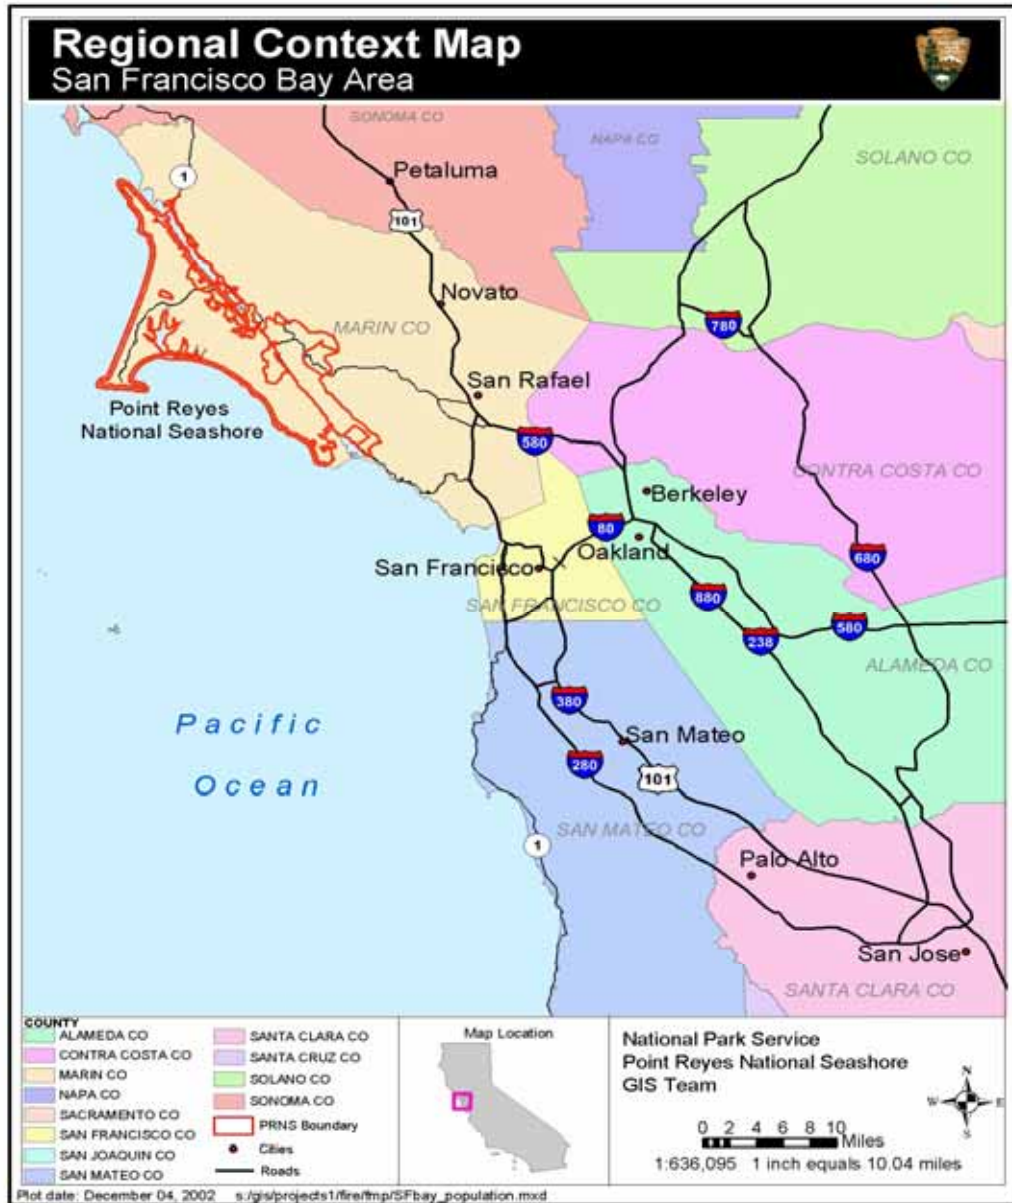 Regional Context Map
San Francisco Bay Area
SONOMA CO
NAPA CO
SOLANO CO
1
Petaluma
101
Novato
MARIN CO
780
San Rafael
Point Reyes
National Seashore
580
CONTRA COSTA CO
Berkeley
80
Oakland
680
San Francisco
SAN FRANCISCO CO
880
580
238
ALAMEDA CO
380
Pacific
Ocean
San Mateo
280
101
SAN MATEO CO
1
Palo Alto
San Jose
SANTA CLARA CO
COUNTY
ALAMEDA CO
CONTRA COSTA CO
MARIN CO
NAPA CO
SACRAMENTO CO
SAN FRANCISCO CO
SAN JOAQUIN CO
SAN MATEO CO
SANTA CLARA CO
SANTA CRUZ CO
SOLANO CO
SONOMA CO
PRNS Boundary
Cities
Roads
Map Location
National Park Service
Point Reyes National Seashore
GIS Team
N
W
E
S
0 2 4 6 8 10
Miles
1:636,095 1 inch equals 10.04 miles
Plot date: December 04, 2002 s:/gis/projects1/fire/fmp/SFbay_population.mxd